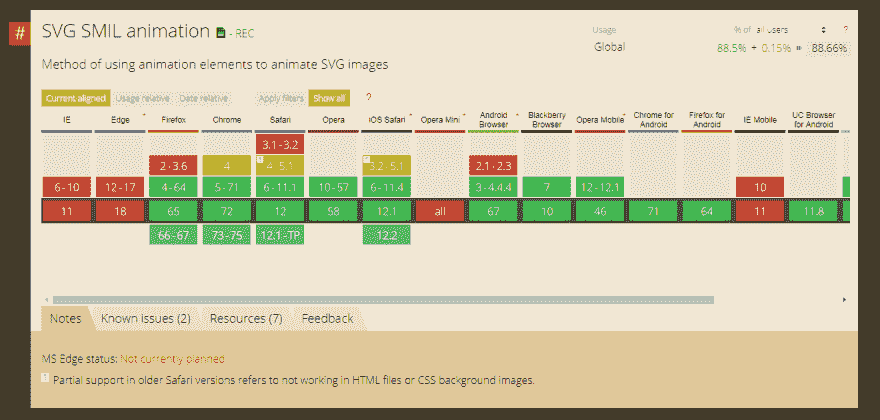 #
SVG SMIL animation - REC
Usage % of all users ?
Global 88.5% + 0.15% = 88.66%
Method of using animation elements to animate SVG images
Current aligned Usage relative Date relative Apply filters Show all ?
IE Edge * Firefox Chrome Safari Opera iOS Safari * Opera Mini * Android Browser * Blackberry Browser Opera Mobile * Chrome for Android Firefox for Android IE Mobile UC Browser for Android
3.1-3.2
2-3.6 4 1 4-5.1 1 3.2-5.1 2.1-2.3
6-10 12-17 4-64 5-71 6-11.1 10-57 6-11.4 3-4.4.4 7 12-12.1 10
11 18 65 72 12 58 12.1 all 67 10 46 71 64 11 11.8
66-67 73-75 12.1-TP 12.2
Notes Known issues (2) Resources (7) Feedback
MS Edge status: Not currently planned
1 Partial support in older Safari versions refers to not working in HTML files or CSS background images.